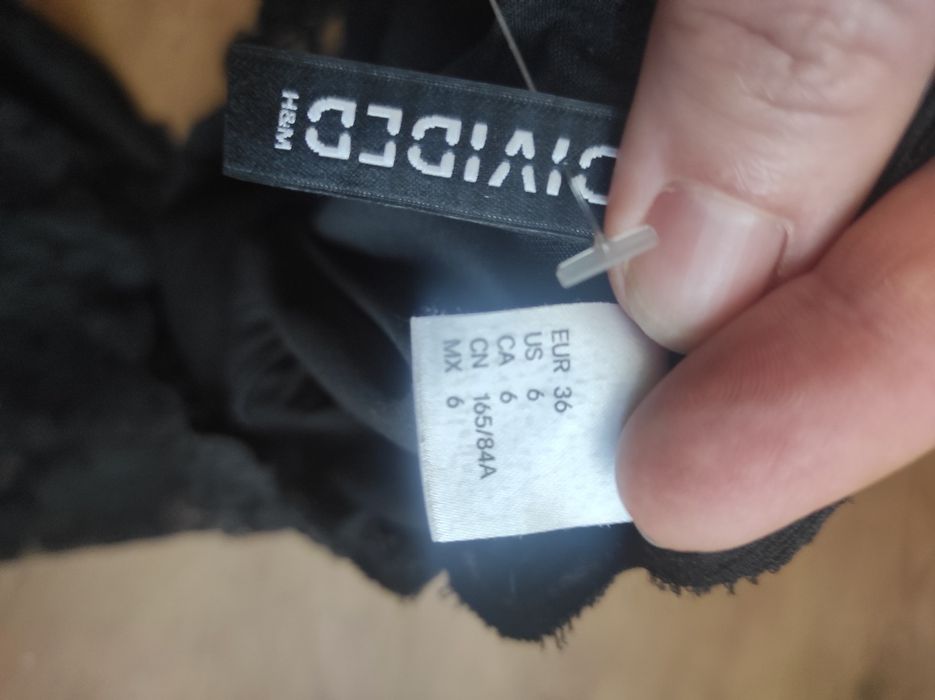 DIVIDED
H&M
EUR 36
US 6
CA 6
CN 165/84A
MX 6